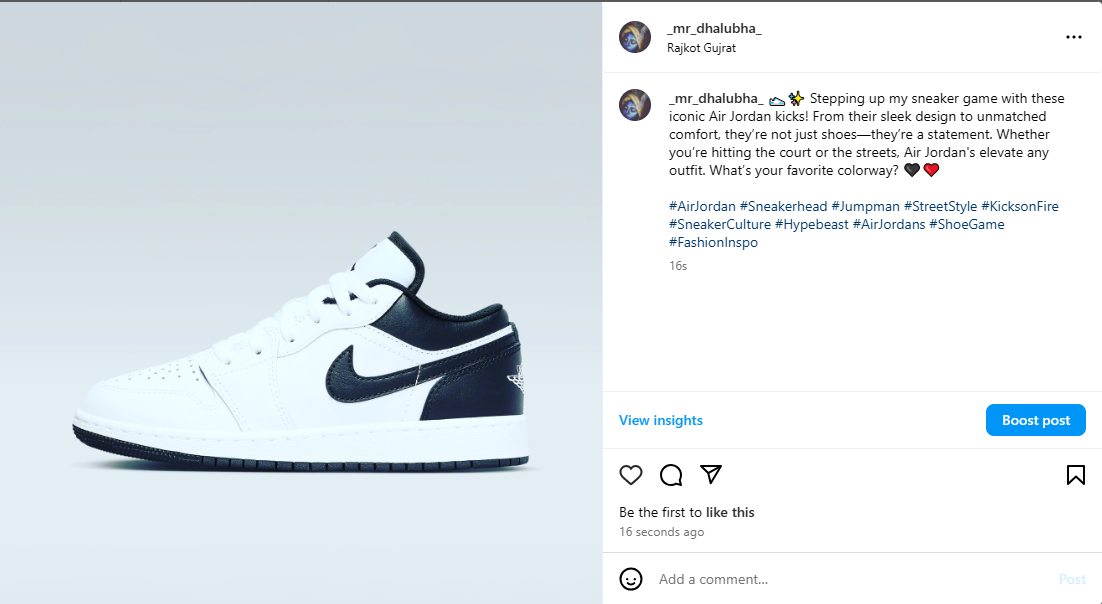 _mr_dhalubha_
Rajkot Gujrat
_mr_dhalubha_ 👟✨ Stepping up my sneaker game with these
iconic Air Jordan kicks! From their sleek design to unmatched
comfort, they’re not just shoes—they’re a statement. Whether
you’re hitting the court or the streets, Air Jordan's elevate any
outfit. What’s your favorite colorway? 🖤❤️
#AirJordan #Sneakerhead #Jumpman #StreetStyle #KicksonFire
#SneakerCulture #Hypebeast #AirJordans #ShoeGame
#FashionInspo
16s
View insights
Boost post
Be the first to like this
16 seconds ago
Add a comment...
Post